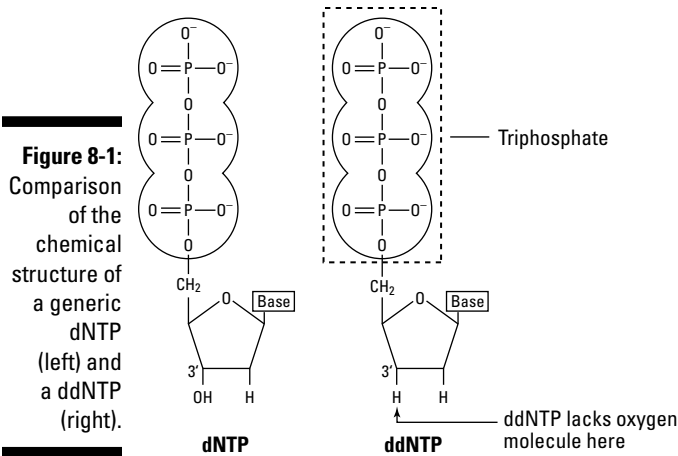 Figure 8-1:
Comparison
of the
chemical
structure of
a generic
dNTP
(left) and
a ddNTP
(right).
O⁻
O=P—O⁻
O
O=P—O⁻
O
O=P—O⁻
O
CH₂
O
Base
3′
OH H
dNTP
O⁻
O=P—O⁻
O
O=P—O⁻
O
O=P—O⁻
O
CH₂
O
Base
3′
H H
ddNTP
Triphosphate
ddNTP lacks oxygen
molecule here